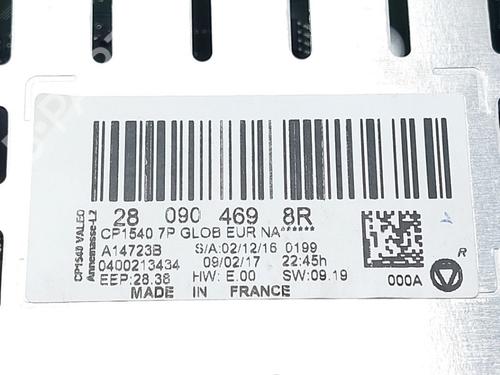 28 090 469 8R
CP1540 7P GLOB EUR NA******
A14723B S/A:02/12/16 0199
0400213434 09/02/17 22:45h
EEP:28.38 HW: E.00 SW:09.19
MADE IN FRANCE
CP1540 VALEO
Annemasse-L2
000A